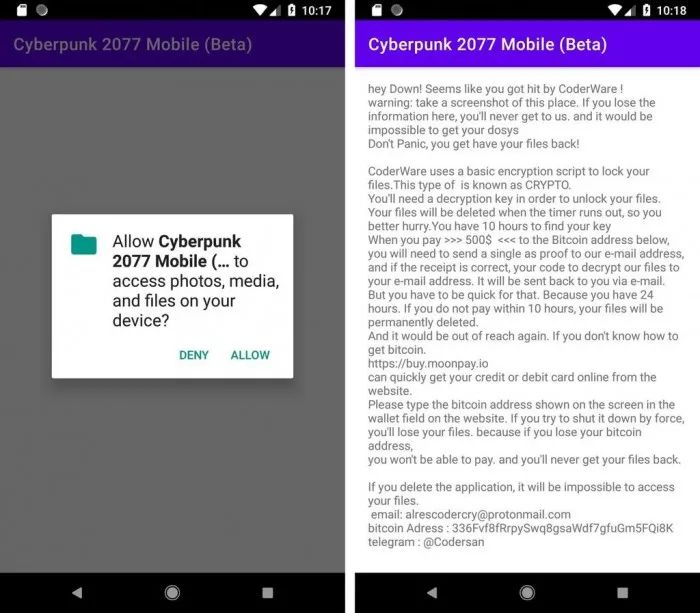 10:17
Cyberpunk 2077 Mobile (Beta)
Allow Cyberpunk
2077 Mobile (... to
access photos, media,
and files on your
device?
DENY ALLOW
10:18
Cyberpunk 2077 Mobile (Beta)
hey Down! Seems like you got hit by CoderWare !
warning: take a screenshot of this place. If you lose the
information here, you'll never get to us. and it would be
impossible to get your dosys
Don't Panic, you get have your files back!
CoderWare uses a basic encryption script to lock your
files.This type of is known as CRYPTO.
You'll need a decryption key in order to unlock your files.
Your files will be deleted when the timer runs out, so you
better hurry.You have 10 hours to find your key
When you pay >>> 500$ <<< to the Bitcoin address below,
you will need to send a single as proof to our e-mail address,
and if the receipt is correct, your code to decrypt our files to
your e-mail address. It will be sent back to you via e-mail.
But you have to be quick for that. Because you have 24
hours. If you do not pay within 10 hours, your files will be
permanently deleted.
And it would be out of reach again. If you don't know how to
get bitcoin.
https://buy.moonpay.io
can quickly get your credit or debit card online from the
website.
Please type the bitcoin address shown on the screen in the
wallet field on the website. If you try to shut it down by force,
you'll lose your files. because if you lose your bitcoin
address,
you won't be able to pay. and you'll never get your files back.
If you delete the application, it will be impossible to access
your files.
email: alrescodercry@protonmail.com
bitcoin Adress : 336Fvf8fRrpySwq8gsaWdf7gfuGm5FQi8K
telegram : @Codersan